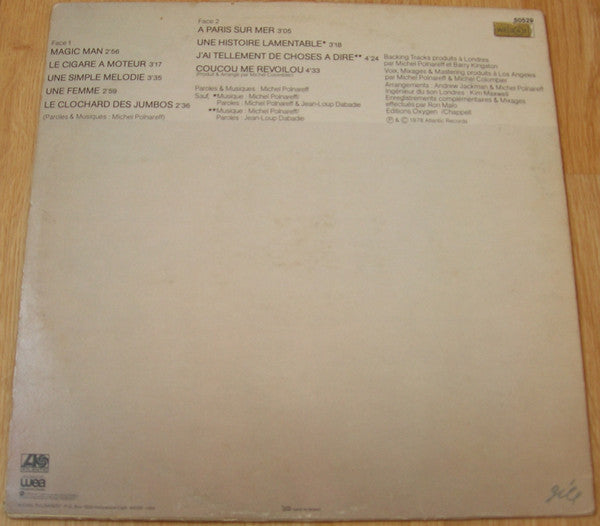 Face 1
MAGIC MAN 2'56
LE CIGARE A MOTEUR 3'17
UNE SIMPLE MELODIE 3'35
UNE FEMME 2'59
LE CLOCHARD DES JUMBOS 2'36
(Paroles & Musiques : Michel Polnareff)
Face 2
A PARIS SUR MER 3'05
UNE HISTOIRE LAMENTABLE* 3'18
J'AI TELLEMENT DE CHOSES A DIRE** 4'24
COUCOU ME REVOILOU 4'33
(Produit & Arrangé par Michel Colombier)
Paroles & Musiques : Michel Polnareff
Sauf, *Musique : Michel Polnareff
Paroles : Michel Polnareff & Jean-Loup Dabadie
**Musique : Michel Polnareff
Paroles : Jean-Loup Dabadie
50529
Backing Tracks produits à Londres
par Michel Polnareff et Barry Kingston
Voix, Mixages & Mastering produits à Los Angeles
par Michel Polnareff & Michel Colombier
Arrangements : Andrew Jackman & Michel Polnareff
Ingénieur du son Londres : Kim Maxwell
Enregistrements complémentaires & Mixages
effectués par Ron Malo
Editions Oxygen /Chappell
Ⓟ & © 1978 Atlantic Records
wea